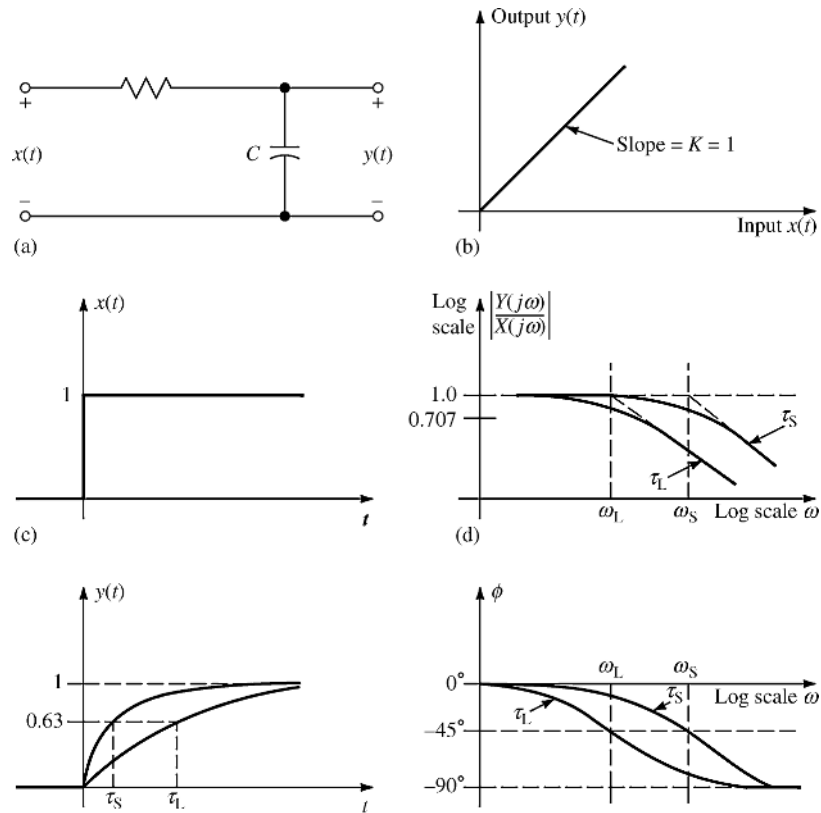 + +
x(t) C y(t)
– –
(a)
Output y(t)
Slope = K = 1
Input x(t)
(b)
x(t)
1
t
(c)
Log scale |Y(jω)/X(jω)|
1.0
0.707
τL τS
ωL ωS Log scale ω
(d)
y(t)
1
0.63
τS τL t
ϕ
ωL ωS
0° Log scale ω
τL τS
–45°
–90°